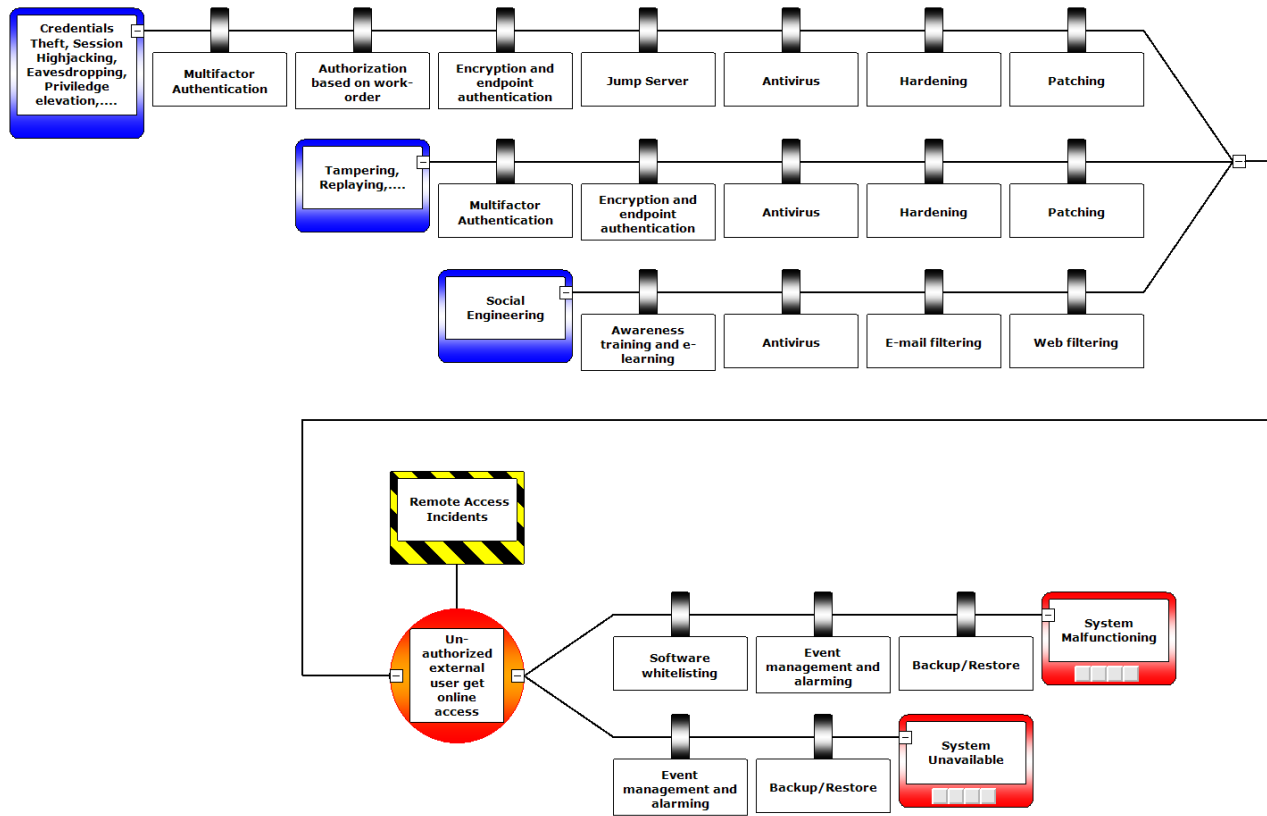 Credentials
Theft, Session
Highjacking,
Eavesdropping,
Priviledge
elevation,....
Multifactor
Authentication
Authorization
based on work-
order
Encryption and
endpoint
authentication
Jump Server
Antivirus
Hardening
Patching
Tampering,
Replaying,....
Multifactor
Authentication
Encryption and
endpoint
authentication
Antivirus
Hardening
Patching
Social
Engineering
Awareness
training and e-
learning
Antivirus
E-mail filtering
Web filtering
Remote Access
Incidents
Un-
authorized
external
user get
online
access
Software
whitelisting
Event
management and
alarming
Backup/Restore
System
Malfunctioning
Event
management and
alarming
Backup/Restore
System
Unavailable